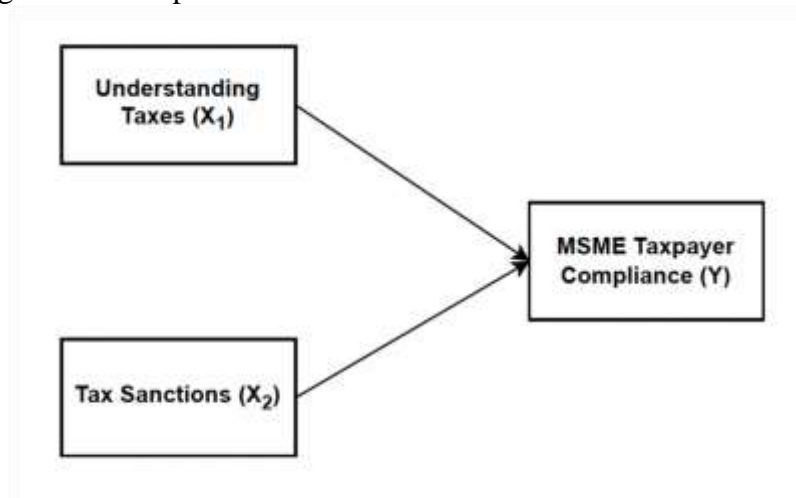 Understanding
Taxes (X₁)
MSME Taxpayer
Compliance (Y)
Tax Sanctions (X₂)